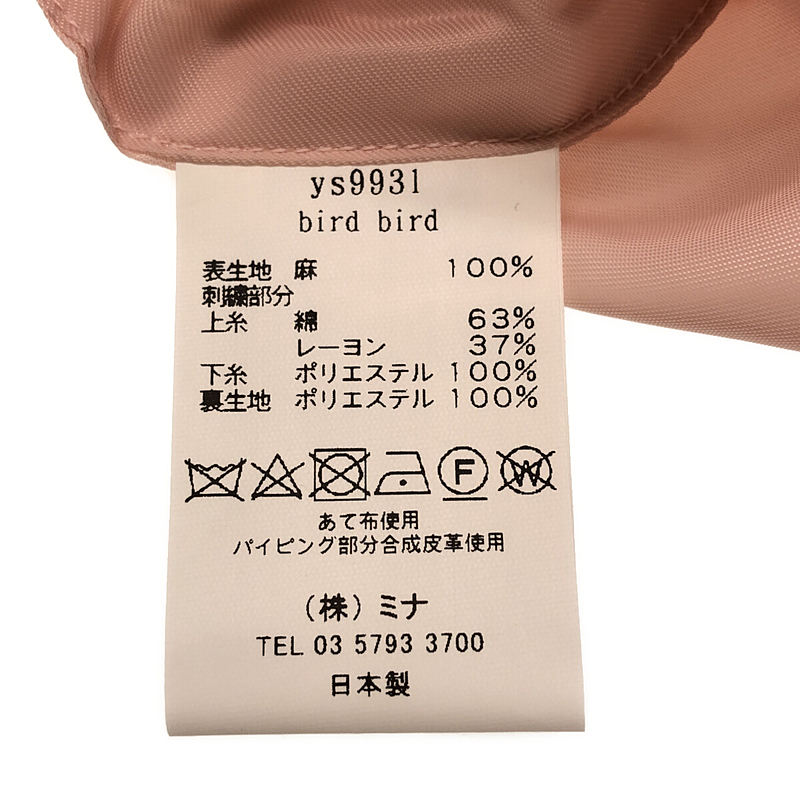 ys9931
bird bird
表生地 麻 100%
刺繍部分
上糸 綿 63%
レーヨン 37%
下糸 ポリエステル 100%
裏生地 ポリエステル 100%
F W
あて布使用
パイピング部分合成皮革使用
(株)ミナ
TEL 03 5793 3700
日本製